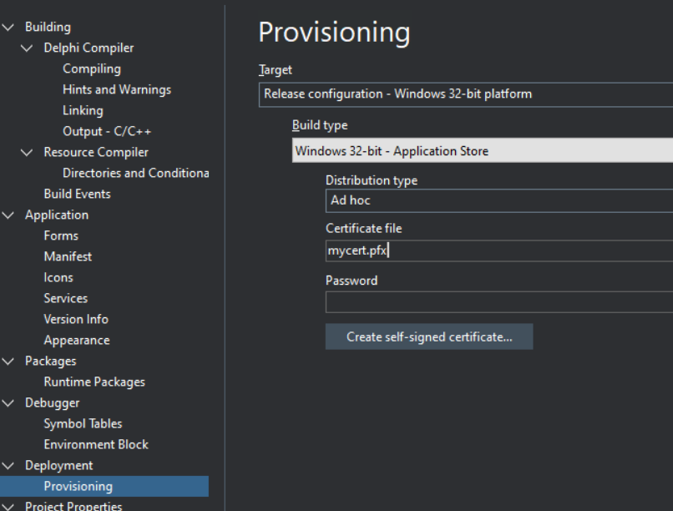 Building
Delphi Compiler
Compiling
Hints and Warnings
Linking
Output - C/C++
Resource Compiler
Directories and Conditiona
Build Events
Application
Forms
Manifest
Icons
Services
Version Info
Appearance
Packages
Runtime Packages
Debugger
Symbol Tables
Environment Block
Deployment
Provisioning
Project Properties
Provisioning
Target
Release configuration - Windows 32-bit platform
Build type
Windows 32-bit - Application Store
Distribution type
Ad hoc
Certificate file
mycert.pfx
Password
Create self-signed certificate...